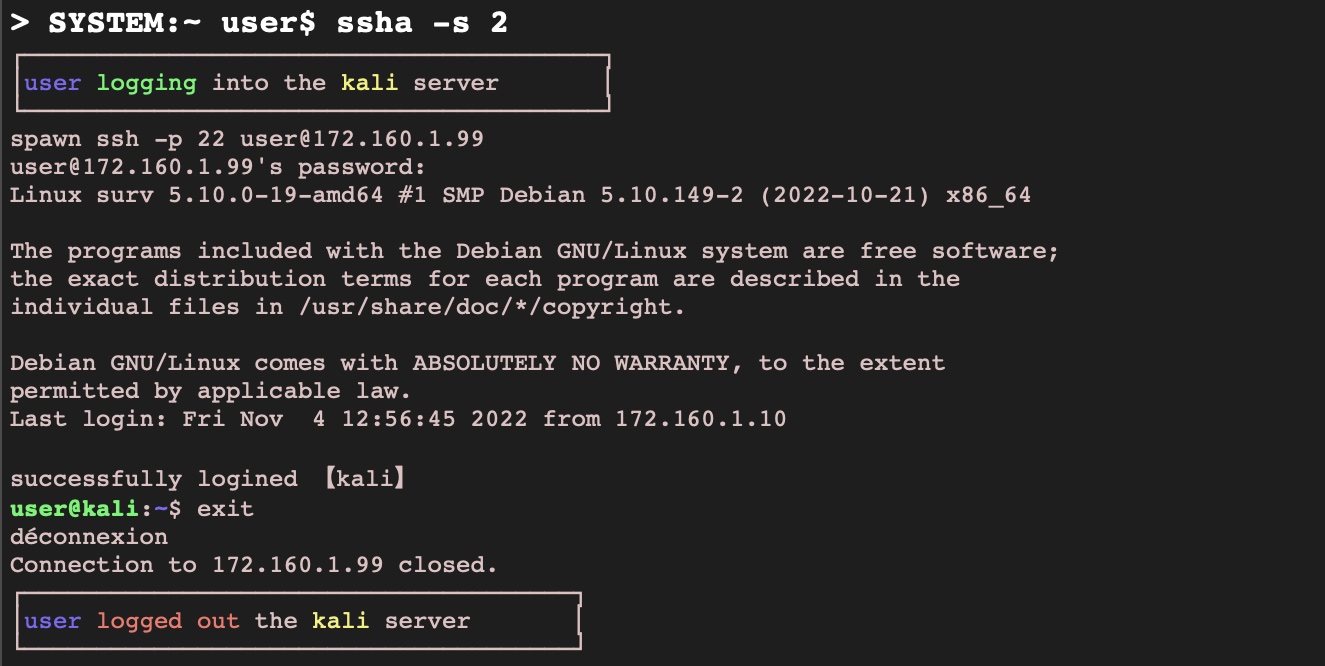 > SYSTEM:~ user$ ssha -s 2
user logging into the kali server
spawn ssh -p 22 user@172.160.1.99
user@172.160.1.99's password:
Linux surv 5.10.0-19-amd64 #1 SMP Debian 5.10.149-2 (2022-10-21) x86_64
The programs included with the Debian GNU/Linux system are free software;
the exact distribution terms for each program are described in the
individual files in /usr/share/doc/*/copyright.
Debian GNU/Linux comes with ABSOLUTELY NO WARRANTY, to the extent
permitted by applicable law.
Last login: Fri Nov  4 12:56:45 2022 from 172.160.1.10
successfully logined 【kali】
user@kali:~$ exit
déconnexion
Connection to 172.160.1.99 closed.
user logged out the kali server